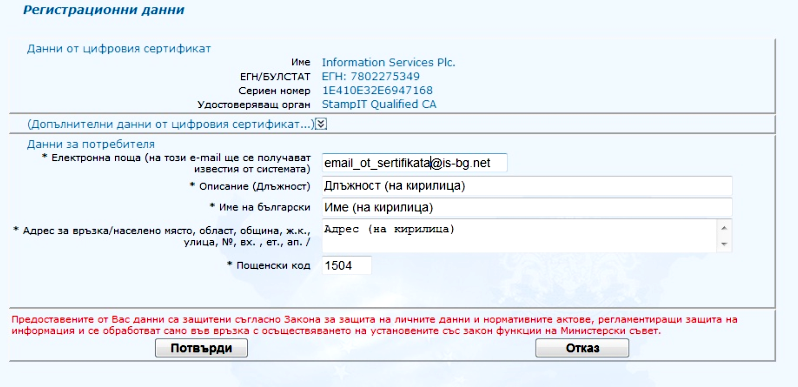 Регистрационни данни
Данни от цифровия сертификат
Име Information Services Plc.
ЕГН/БУЛСТАТ ЕГН: 7802275349
Сериен номер 1E410E32E6947168
Удостоверяващ орган StampIT Qualified CA
(Допълнителни данни от цифровия сертификат...)
Данни за потребителя
* Електронна поща (на този e-mail ще се получават
известия от системата) email_ot_sertifikata@is-bg.net
* Описание (Длъжност) Длъжност (на кирилица)
* Име на български Име (на кирилица)
* Адрес за връзка/населено място, област, община, ж.к.,
улица, №, вх. , ет., ап. / Адрес (на кирилица)
* Пощенски код 1504
Предоставените от Вас данни са защитени съгласно Закона за защита на личните данни и нормативните актове, регламентиращи защита на
информация и се обработват само във връзка с осъществяването на установените със закон функции на Министерски съвет.
Потвърди Отказ